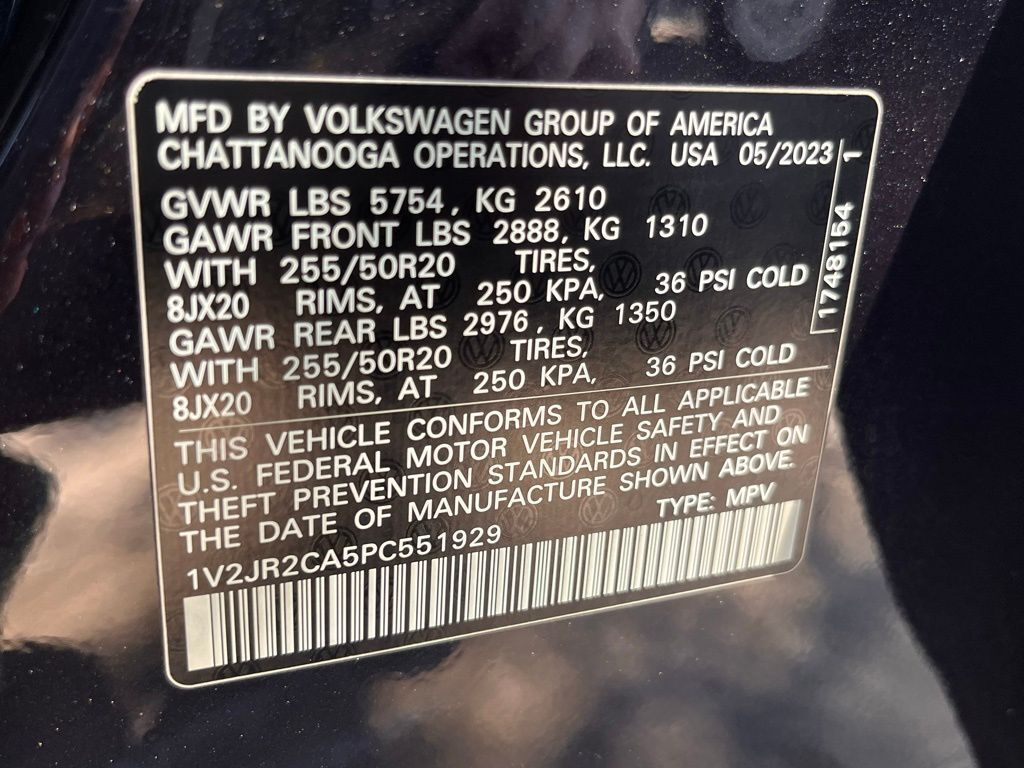 MFD BY VOLKSWAGEN GROUP OF AMERICA
CHATTANOOGA OPERATIONS, LLC. USA 05/2023
GVWR LBS 5754, KG 2610
GAWR FRONT LBS 2888, KG 1310
WITH 255/50R20 TIRES,
8JX20 RIMS, AT 250 KPA, 36 PSI COLD
GAWR REAR LBS 2976, KG 1350
WITH 255/50R20 TIRES,
8JX20 RIMS, AT 250 KPA, 36 PSI COLD
1748154 1
THIS VEHICLE CONFORMS TO ALL APPLICABLE
U.S. FEDERAL MOTOR VEHICLE SAFETY AND
THEFT PREVENTION STANDARDS IN EFFECT ON
THE DATE OF MANUFACTURE SHOWN ABOVE.
TYPE: MPV
1V2JR2CA5PC551929